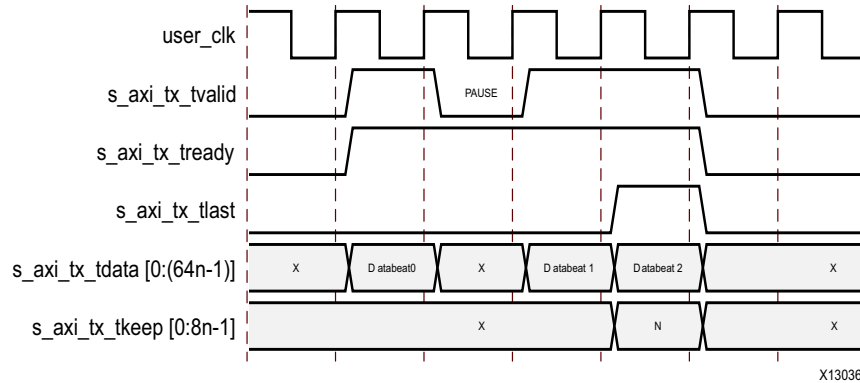 user_clk
s_axi_tx_tvalid
PAUSE
s_axi_tx_tready
s_axi_tx_tlast
s_axi_tx_tdata [0:(64n-1)] X D atabeat0 X D atabeat 1 D atabeat 2 X
s_axi_tx_tkeep [0:8n-1] X N X
X13036